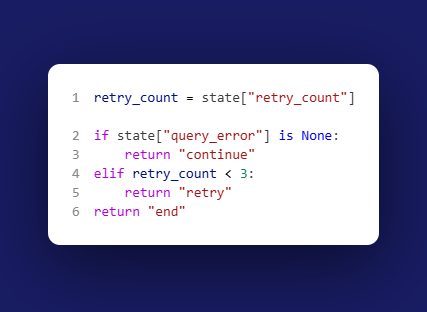 1 retry_count = state["retry_count"]
2 if state["query_error"] is None:
3     return "continue"
4 elif retry_count < 3:
5     return "retry"
6 return "end"